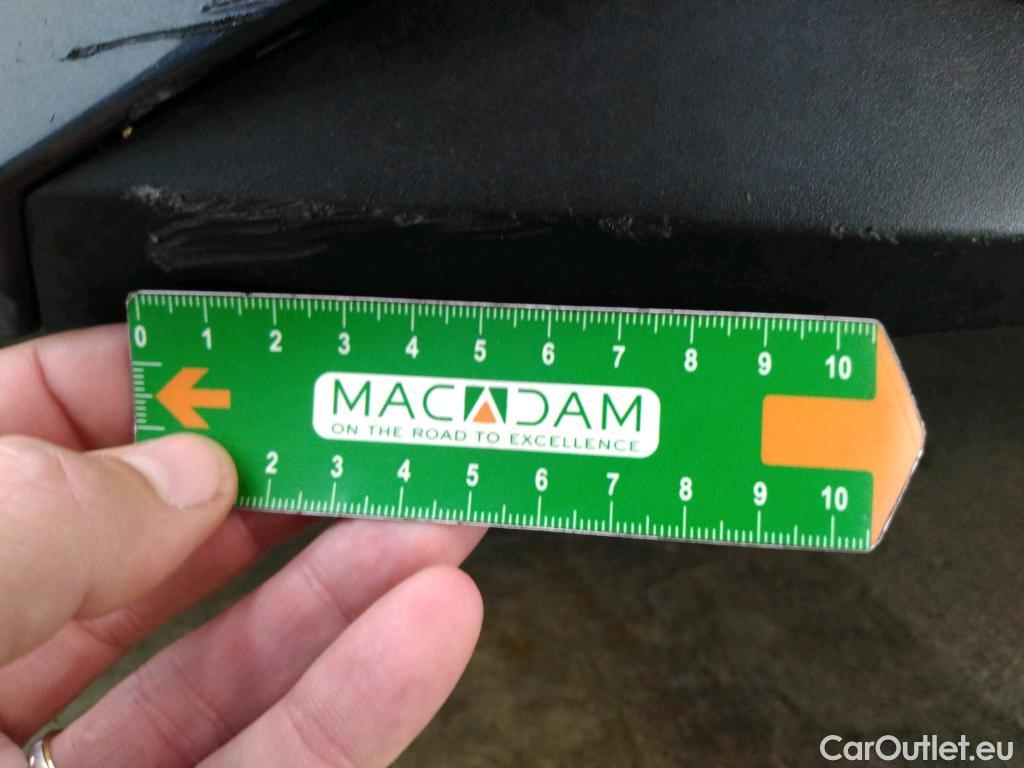 0 1 2 3 4 5 6 7 8 9 10
MACADAM
ON THE ROAD TO EXCELLENCE
2 3 4 5 6 7 8 9 10
CarOutlet.eu